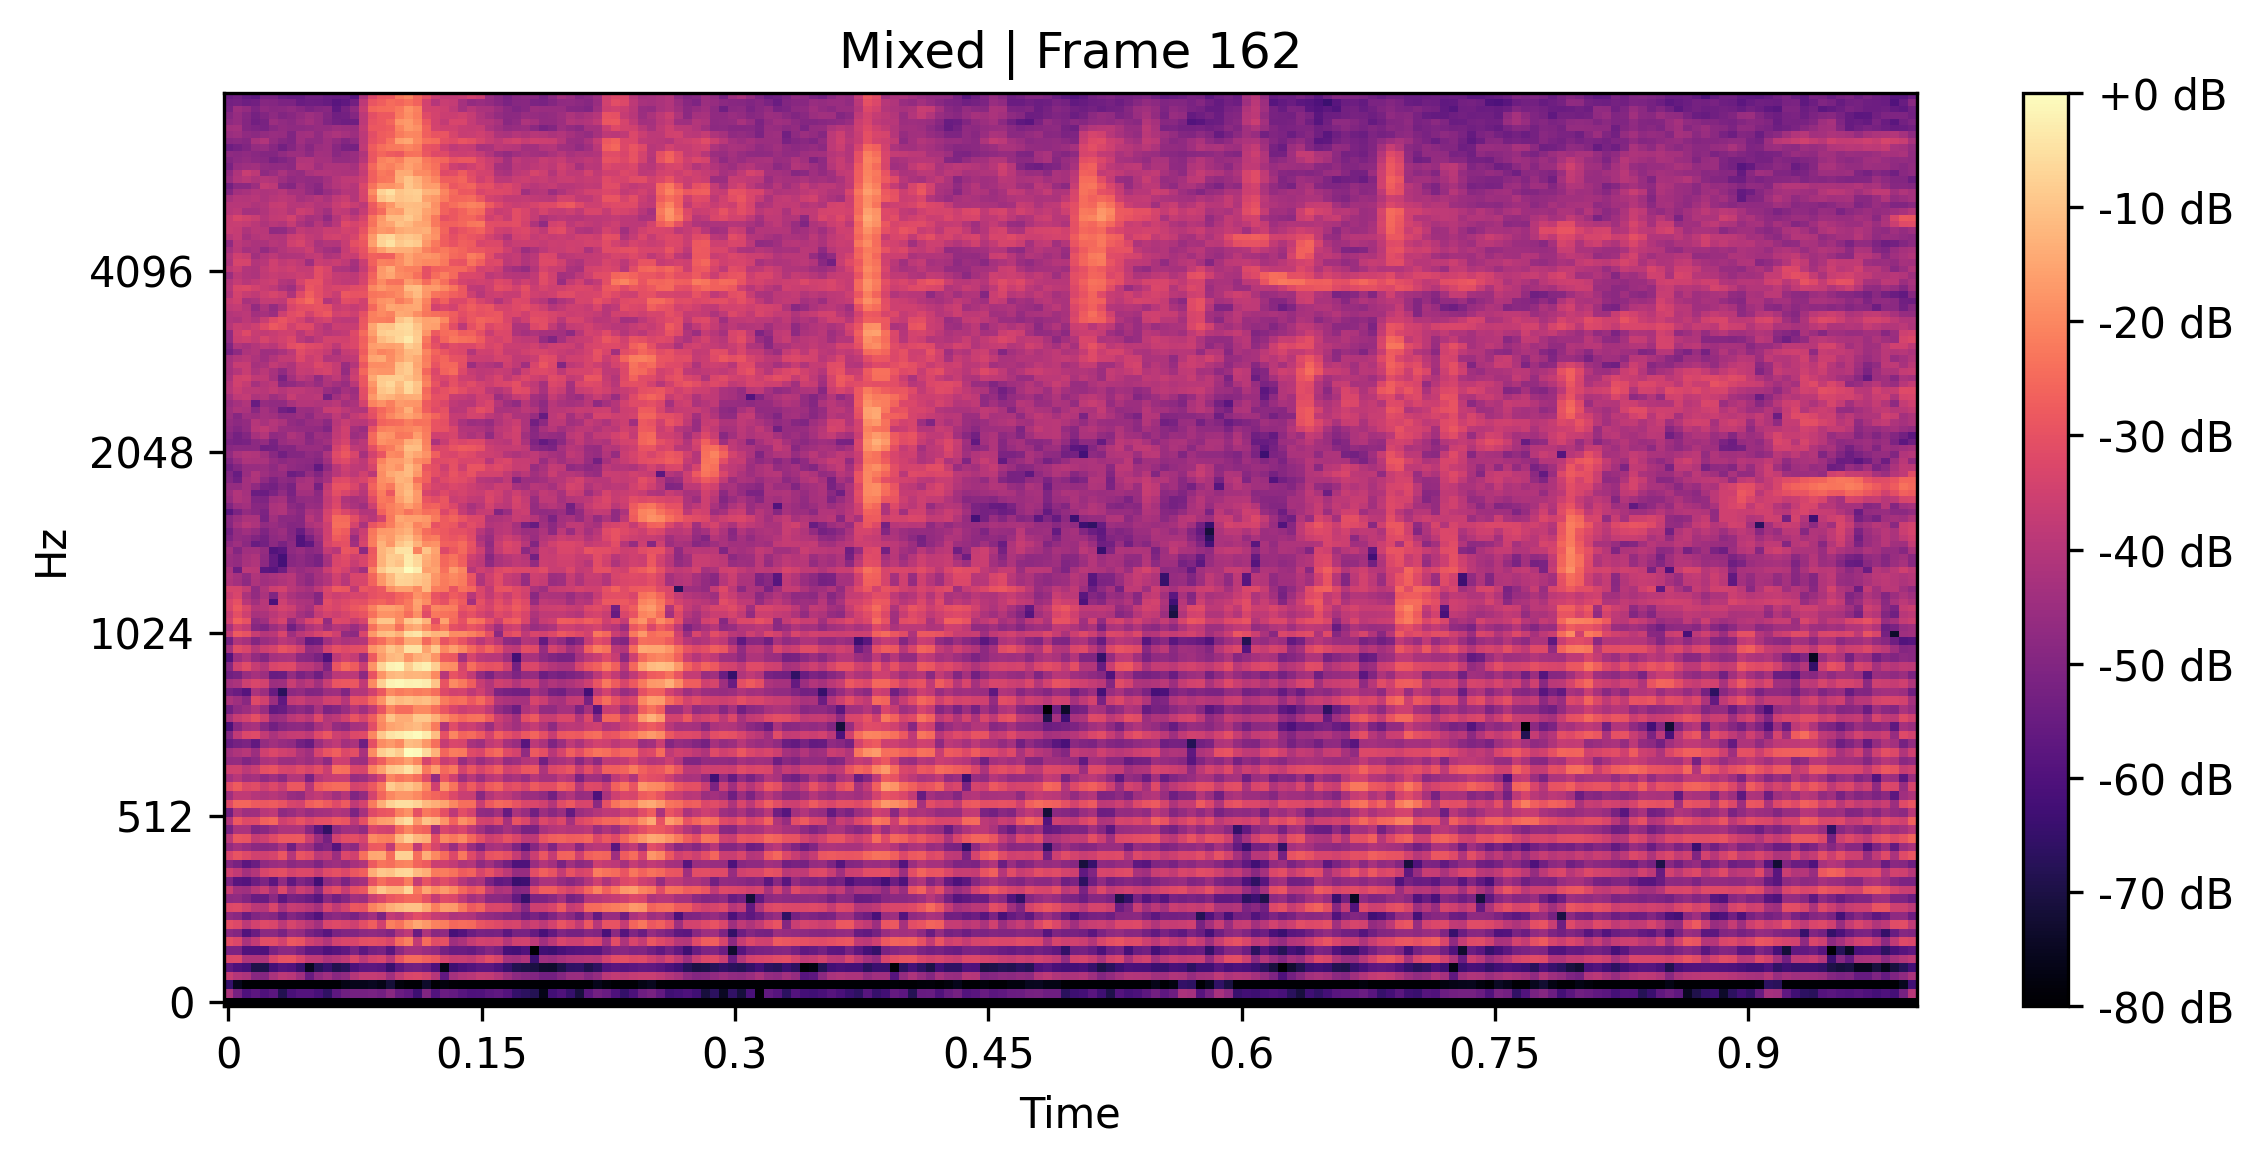 Mixed | Frame 162
Hz
4096
2048
1024
512
0
0 0.15 0.3 0.45 0.6 0.75 0.9
Time
+0 dB
-10 dB
-20 dB
-30 dB
-40 dB
-50 dB
-60 dB
-70 dB
-80 dB